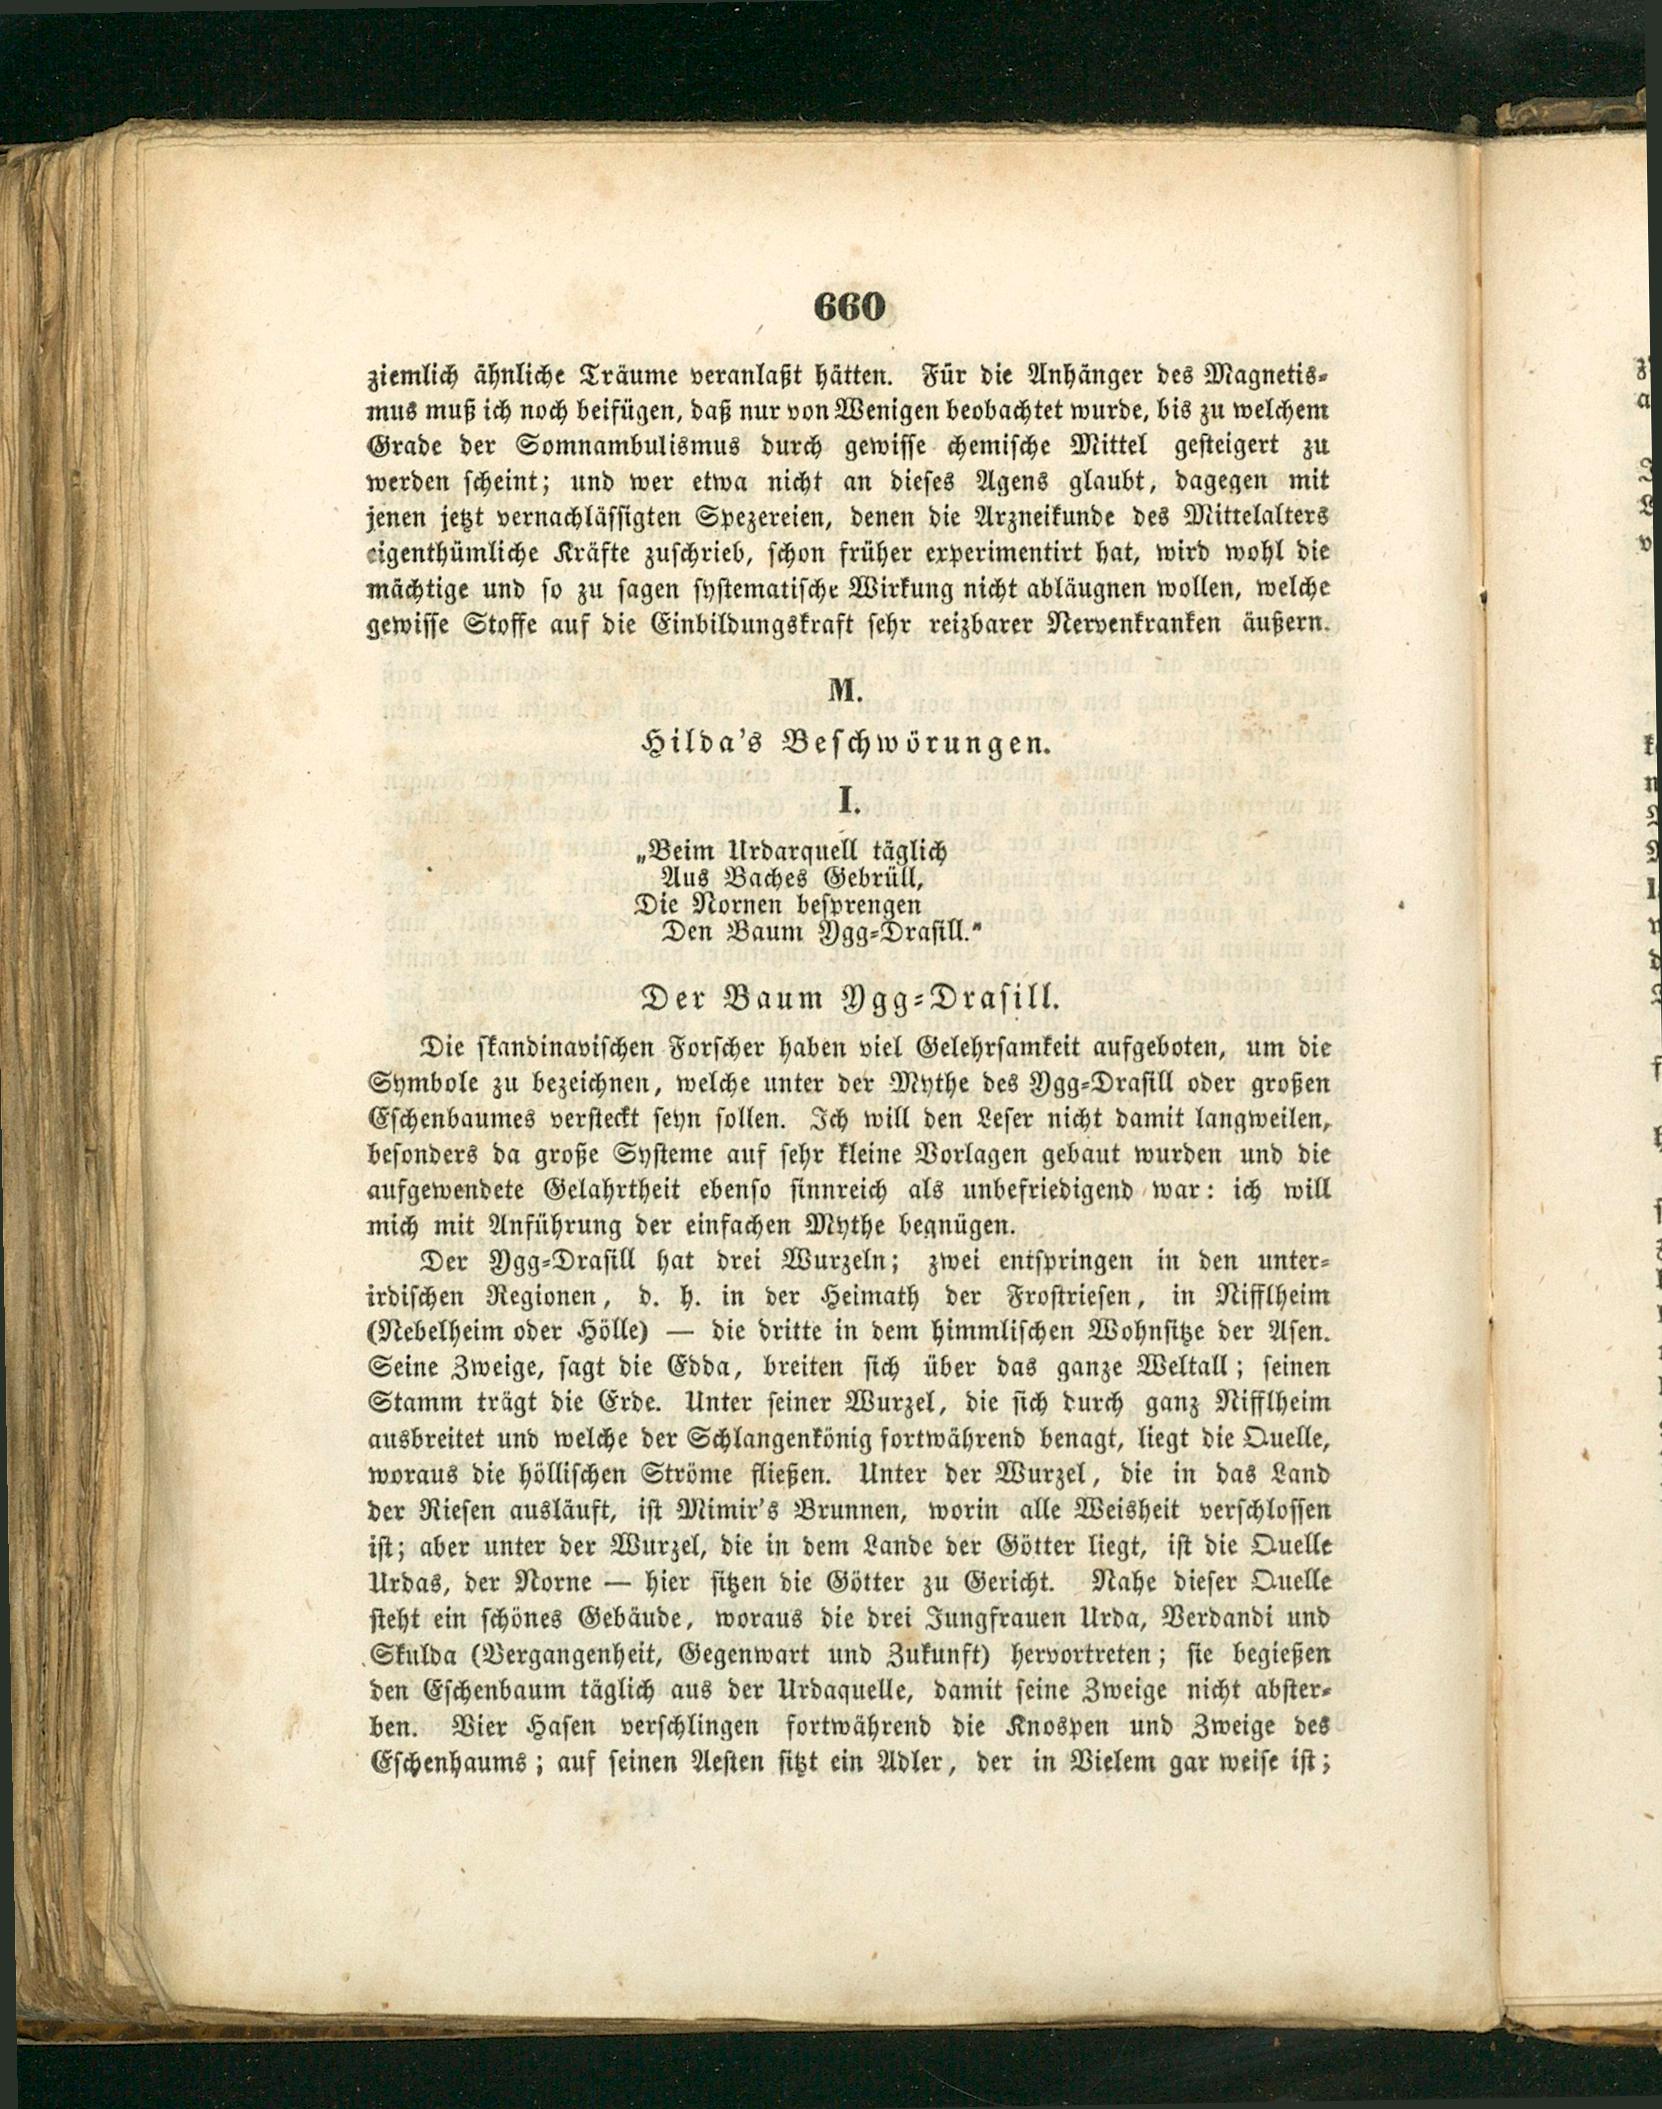 660
ziemlich ähnliche Träume veranlaßt hätten. Für die Anhänger des Magnetis-
mus muß ich noch beifügen, daß nur von Wenigen beobachtet wurde, bis zu welchem
Grade der Somnambulismus durch gewisse chemische Mittel gesteigert zu
werden scheint; und wer etwa nicht an dieses Agens glaubt, dagegen mit
jenen jetzt vernachlässigten Spezereien, denen die Arzneikunde des Mittelalters
eigenthümliche Kräfte zuschrieb, schon früher experimentirt hat, wird wohl die
mächtige und so zu sagen systematische Wirkung nicht abläugnen wollen, welche
gewisse Stoffe auf die Einbildungskraft sehr reizbarer Nervenkranken äußern.
M.
Hilda's Beschwörungen.
I.
„Beim Urdarquell täglich
Aus Baches Gebrüll,
Die Nornen besprengen
Den Baum Ygg-Drasill."
Der Baum Ygg-Drasill.
Die skandinavischen Forscher haben viel Gelehrsamkeit aufgeboten, um die
Symbole zu bezeichnen, welche unter der Mythe des Ygg-Drasill oder großen
Eschenbaumes versteckt seyn sollen. Ich will den Leser nicht damit langweilen,
besonders da große Systeme auf sehr kleine Vorlagen gebaut wurden und die
aufgewendete Gelahrtheit ebenso sinnreich als unbefriedigend war: ich will
mich mit Anführung der einfachen Mythe begnügen.
Der Ygg-Drasill hat drei Wurzeln; zwei entspringen in den unter-
irdischen Regionen, d. h. in der Heimath der Frostriesen, in Nifflheim
(Nebelheim oder Hölle) — die dritte in dem himmlischen Wohnsitze der Asen.
Seine Zweige, sagt die Edda, breiten sich über das ganze Weltall; seinen
Stamm trägt die Erde. Unter seiner Wurzel, die sich durch ganz Nifflheim
ausbreitet und welche der Schlangenkönig fortwährend benagt, liegt die Quelle,
woraus die höllischen Ströme fließen. Unter der Wurzel, die in das Land
der Riesen ausläuft, ist Mimir's Brunnen, worin alle Weisheit verschlossen
ist; aber unter der Wurzel, die in dem Lande der Götter liegt, ist die Quelle
Urdas, der Norne — hier sitzen die Götter zu Gericht. Nahe dieser Quelle
steht ein schönes Gebäude, woraus die drei Jungfrauen Urda, Verdandi und
Skulda (Vergangenheit, Gegenwart und Zukunft) hervortreten; sie begießen
den Eschenbaum täglich aus der Urdaquelle, damit seine Zweige nicht abster-
ben. Vier Hasen verschlingen fortwährend die Knospen und Zweige des
Eschenhaums; auf seinen Aesten sitzt ein Adler, der in Vielem gar weise ist;